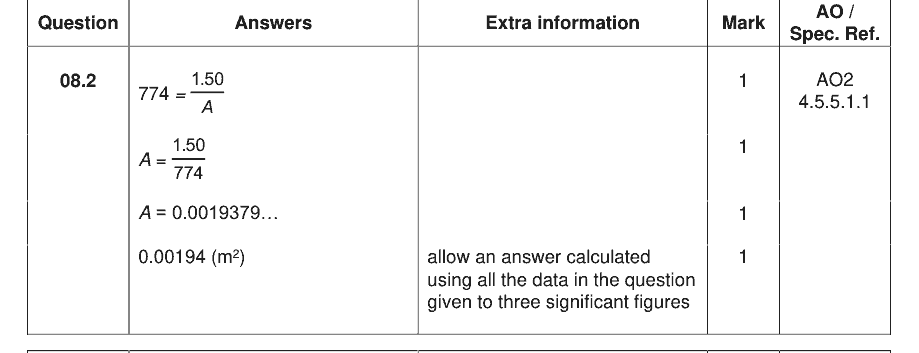 Question Answers Extra information Mark AO /
Spec. Ref.
08.2 774 = 1.50 / A 1 AO2
4.5.5.1.1
A = 1.50 / 774 1
A = 0.0019379… 1
0.00194 (m²) allow an answer calculated 1
using all the data in the question
given to three significant figures